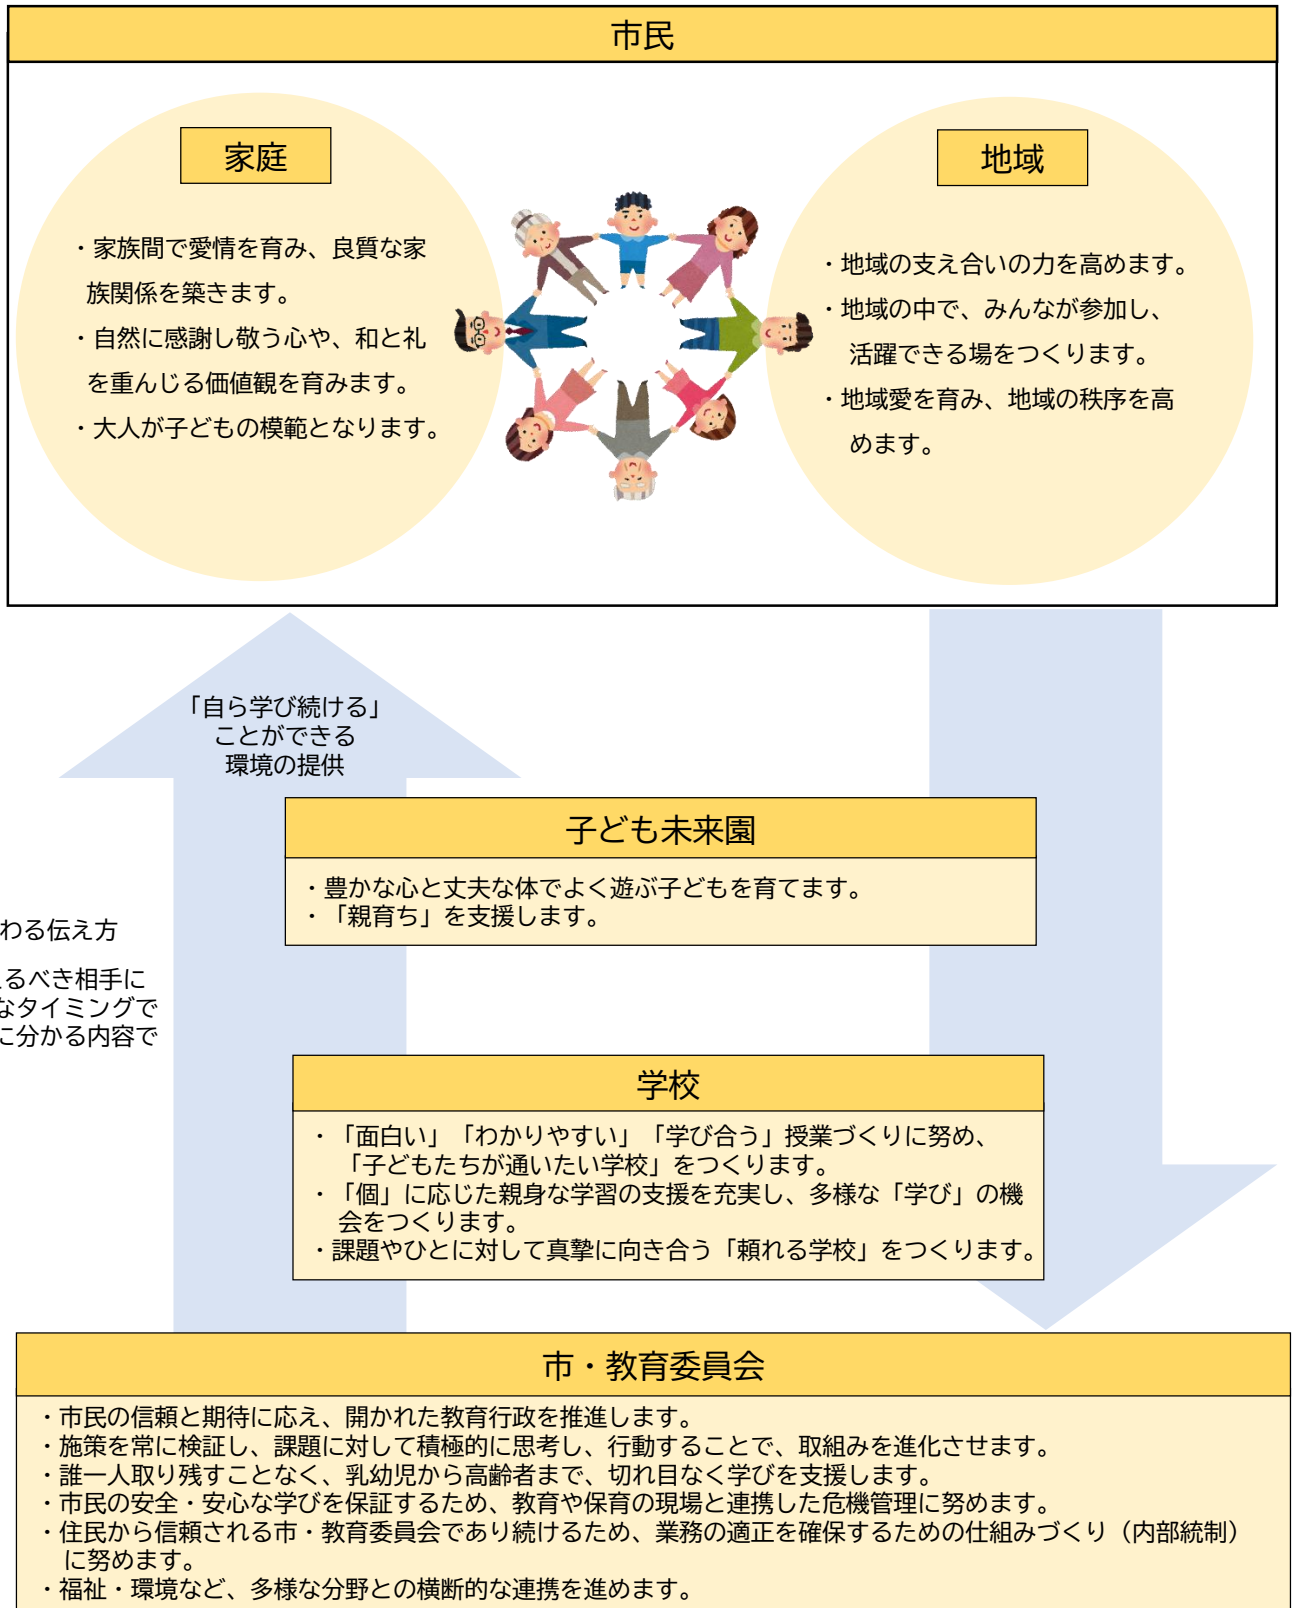 市民
家庭
・家族間で愛情を育み、良質な家
族関係を築きます。
・自然に感謝し敬う心や、和と礼
を重んじる価値観を育みます。
・大人が子どもの模範となります。
地域
・地域の支え合いの力を高めます。
・地域の中で、みんなが参加し、
活躍できる場をつくります。
・地域愛を育み、地域の秩序を高
めます。
「自ら学び続ける」
ことができる
環境の提供
子ども未来園
・豊かな心と丈夫な体でよく遊ぶ子どもを育てます。
・「親育ち」を支援します。
わる伝え方
るべき相手に
なタイミングで
に分かる内容で
学校
・「面白い」「わかりやすい」「学び合う」授業づくりに努め、
「子どもたちが通いたい学校」をつくります。
・「個」に応じた親身な学習の支援を充実し、多様な「学び」の機
会をつくります。
・課題やひとに対して真摯に向き合う「頼れる学校」をつくります。
市・教育委員会
・市民の信頼と期待に応え、開かれた教育行政を推進します。
・施策を常に検証し、課題に対して積極的に思考し、行動することで、取組みを進化させます。
・誰一人取り残すことなく、乳幼児から高齢者まで、切れ目なく学びを支援します。
・市民の安全・安心な学びを保証するため、教育や保育の現場と連携した危機管理に努めます。
・住民から信頼される市・教育委員会であり続けるため、業務の適正を確保するための仕組みづくり（内部統制）
に努めます。
・福祉・環境など、多様な分野との横断的な連携を進めます。